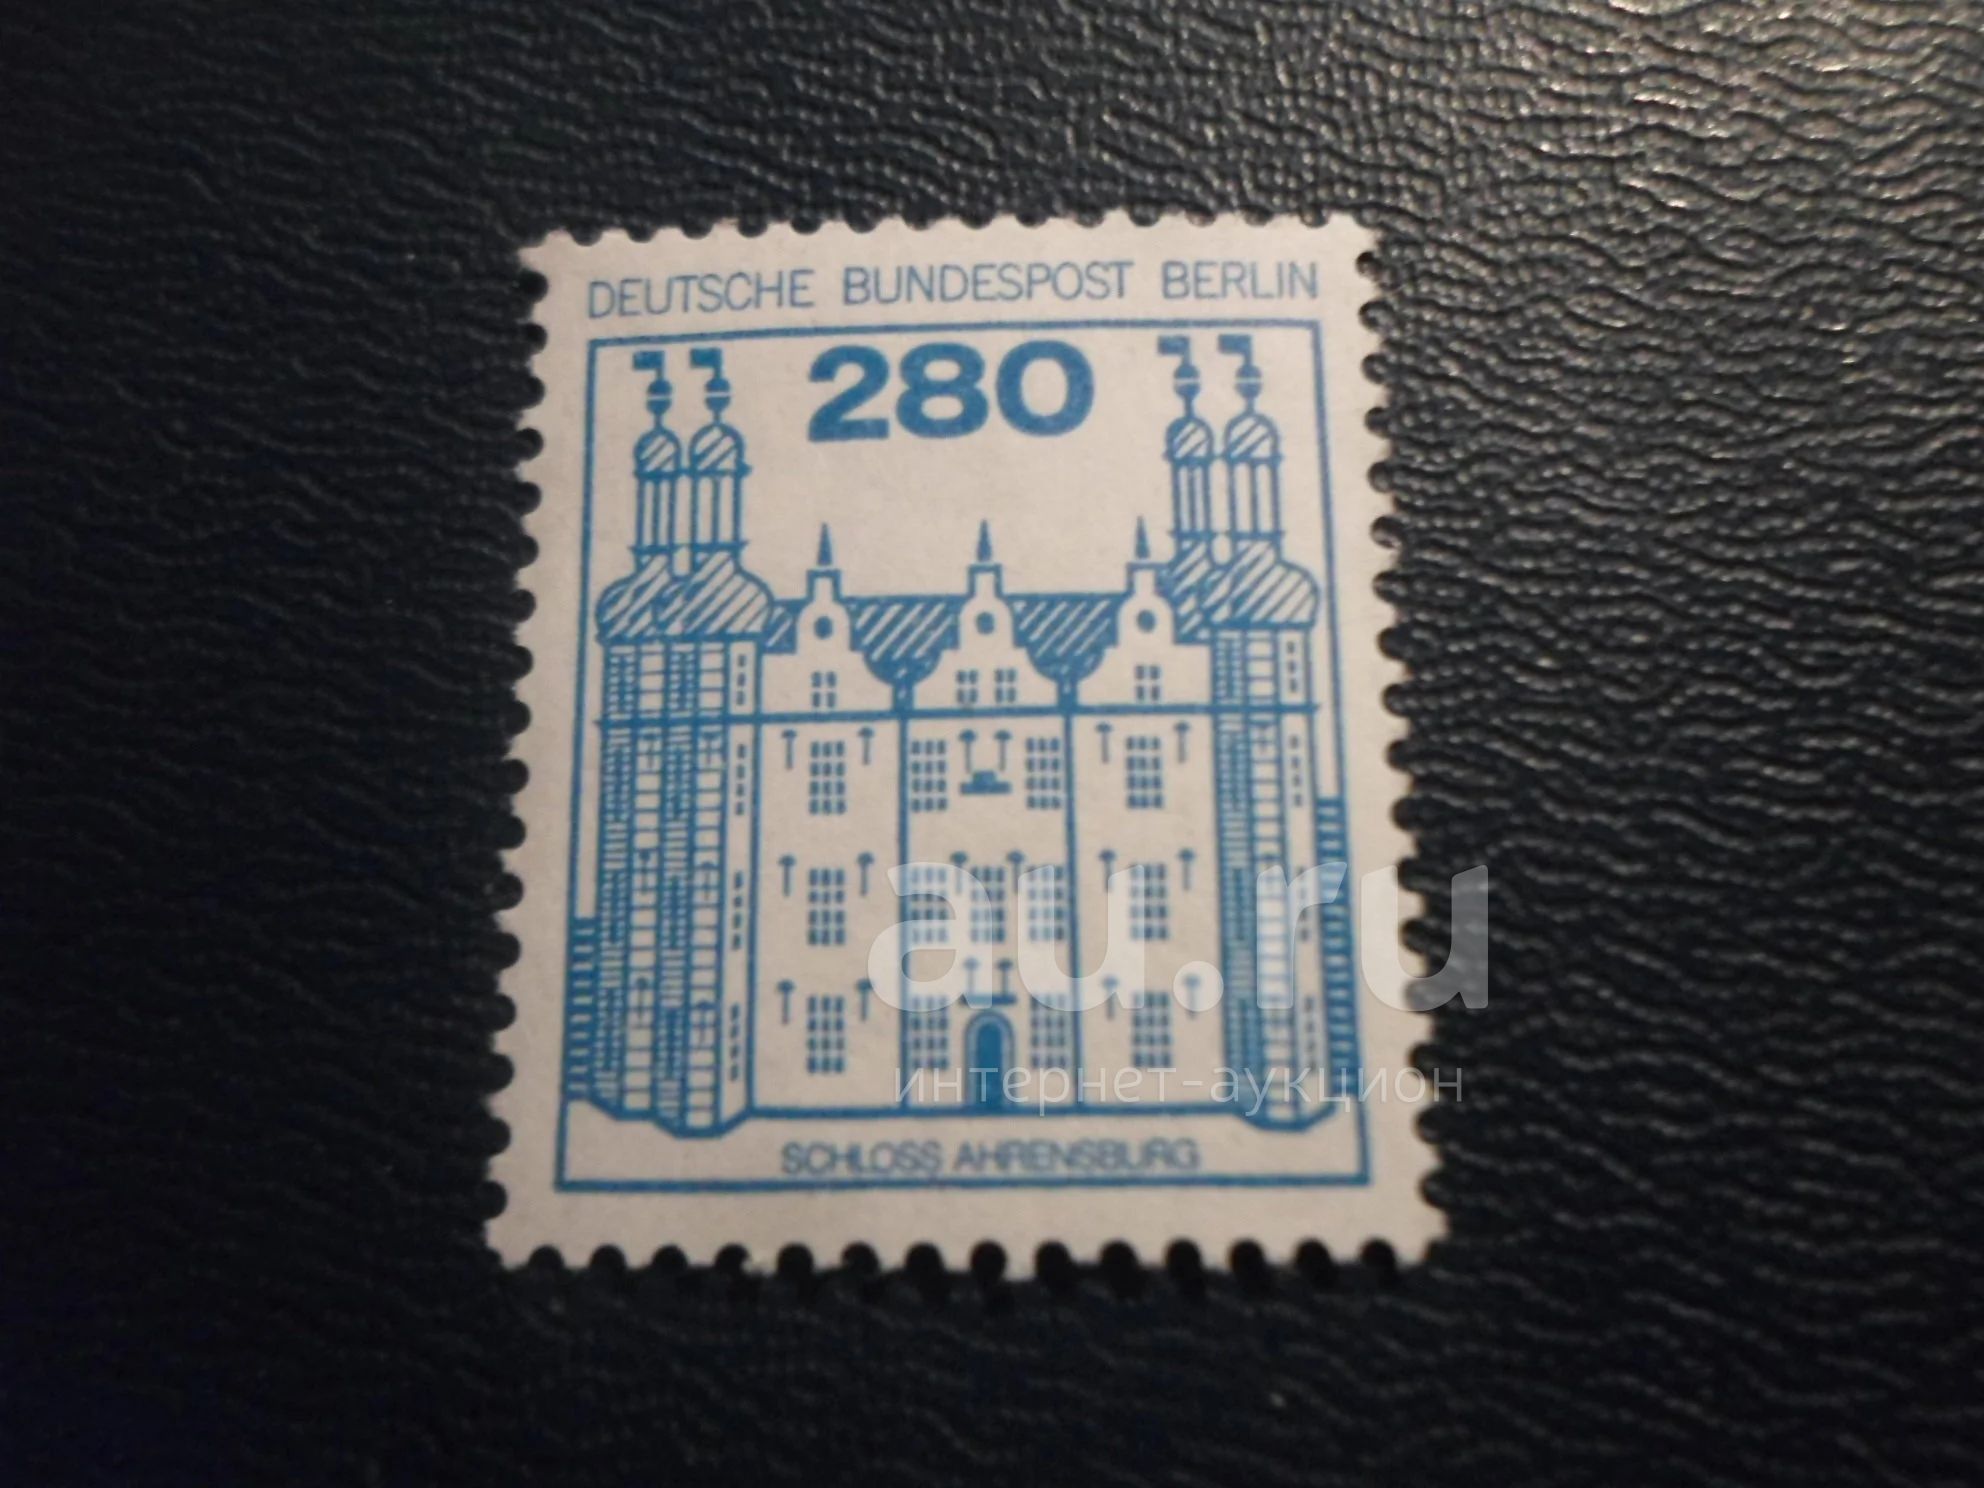 DEUTSCHE BUNDESPOST BERLIN
280
au.ru
интернет-аукцион
SCHLOSS AHRENSBURG